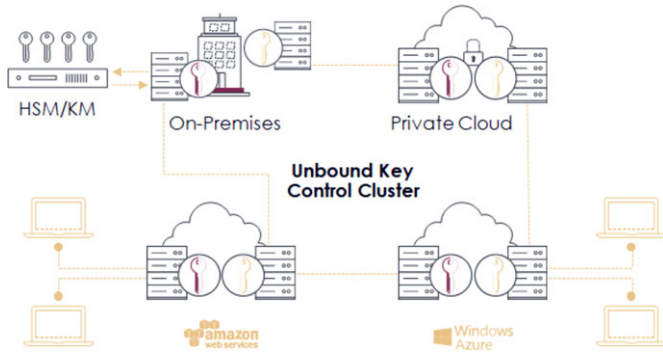 HSM/KM
On-Premises
Private Cloud
Unbound Key
Control Cluster
amazon
web services
Windows
Azure